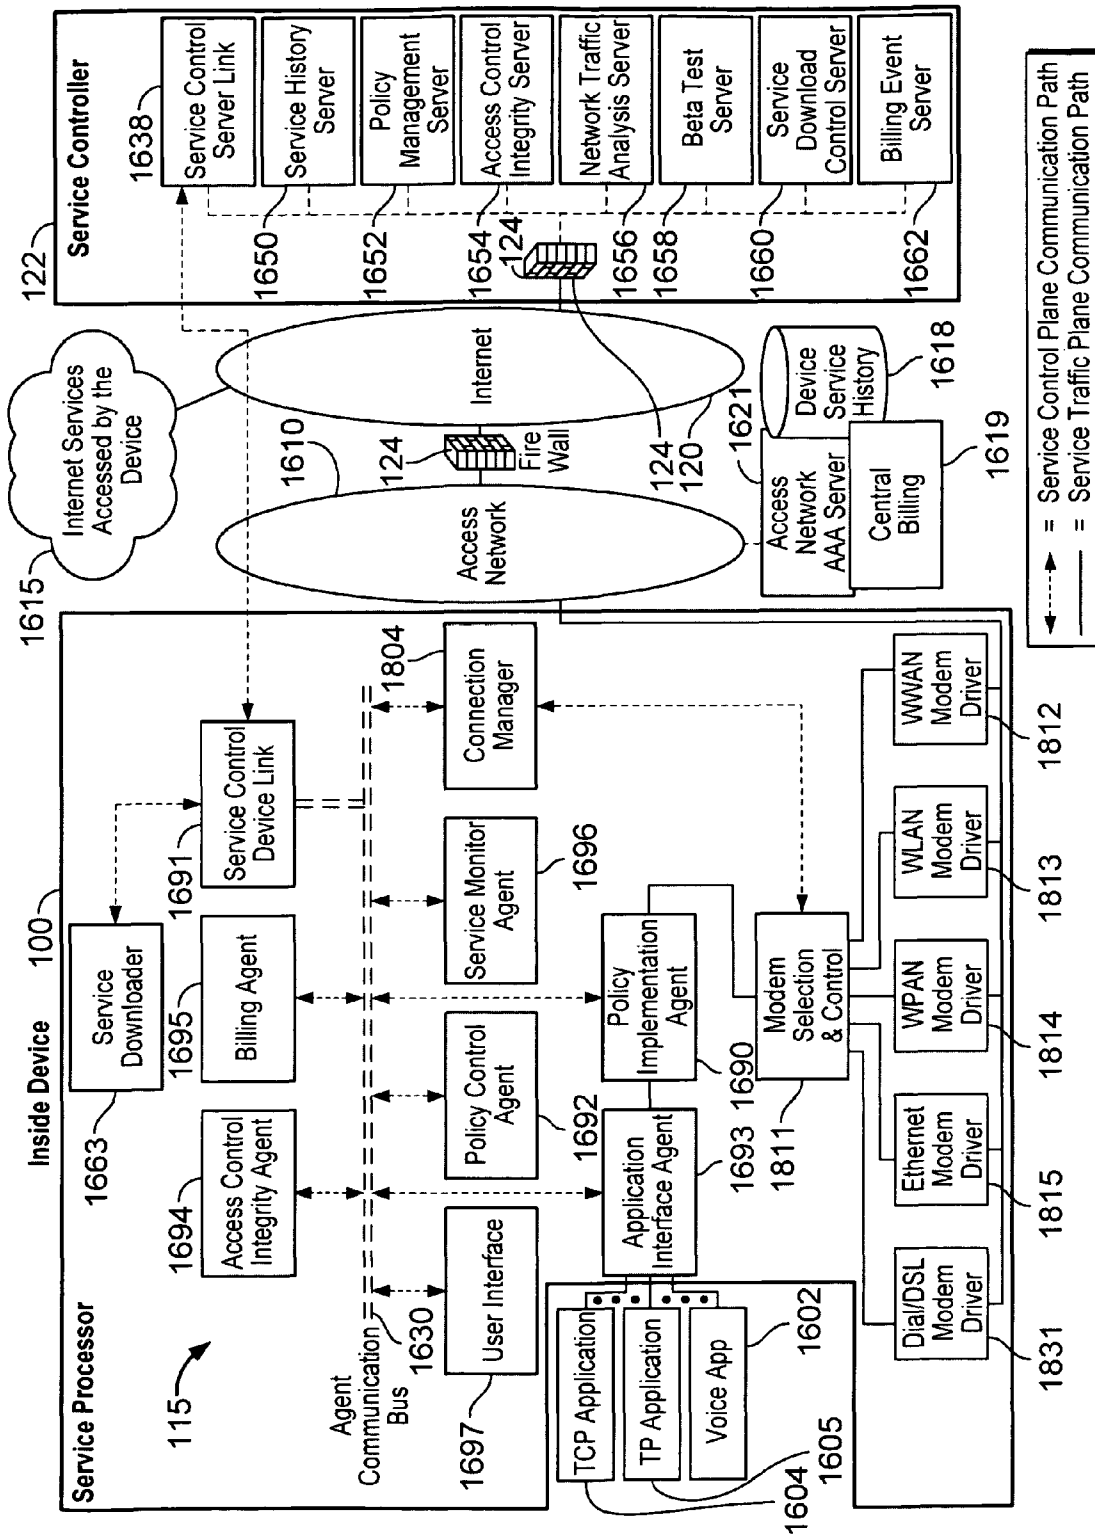 Inside Device
100
Service Processor
115
1663
Service
Downloader
1694
Access Control
Integrity Agent
1695
Billing Agent
1691
Service Control
Device Link
Agent
Communication
Bus
1630
1697
User Interface
Policy Control
Agent
1692
Service Monitor
Agent
1696
Connection
Manager
1804
TCP Application
TP Application
Voice App
1604
1605
1602
Application
Interface Agent
1693
Policy
Implementation
Agent
1690
Modem
Selection
& Control
1811
Dial/DSL
Modem
Driver
1831
Ethernet
Modem
Driver
1815
WPAN
Modem
Driver
1814
WLAN
Modem
Driver
1813
WWAN
Modem
Driver
1812
1615
Internet Services
Accessed by the
Device
1610
Access
Network
124
Fire
Wall
Internet
124
120
1621
Access
Network
AAA Server
Device
Service
History
1618
Central
Billing
1619
122
Service Controller
1638
Service Control
Server Link
1650
Service History
Server
1652
Policy
Management
Server
1654
Access Control
Integrity Server
124
1656
Network Traffic
Analysis Server
1658
Beta Test
Server
1660
Service
Download
Control Server
1662
Billing Event
Server
= Service Control Plane Communication Path
= Service Traffic Plane Communication Path